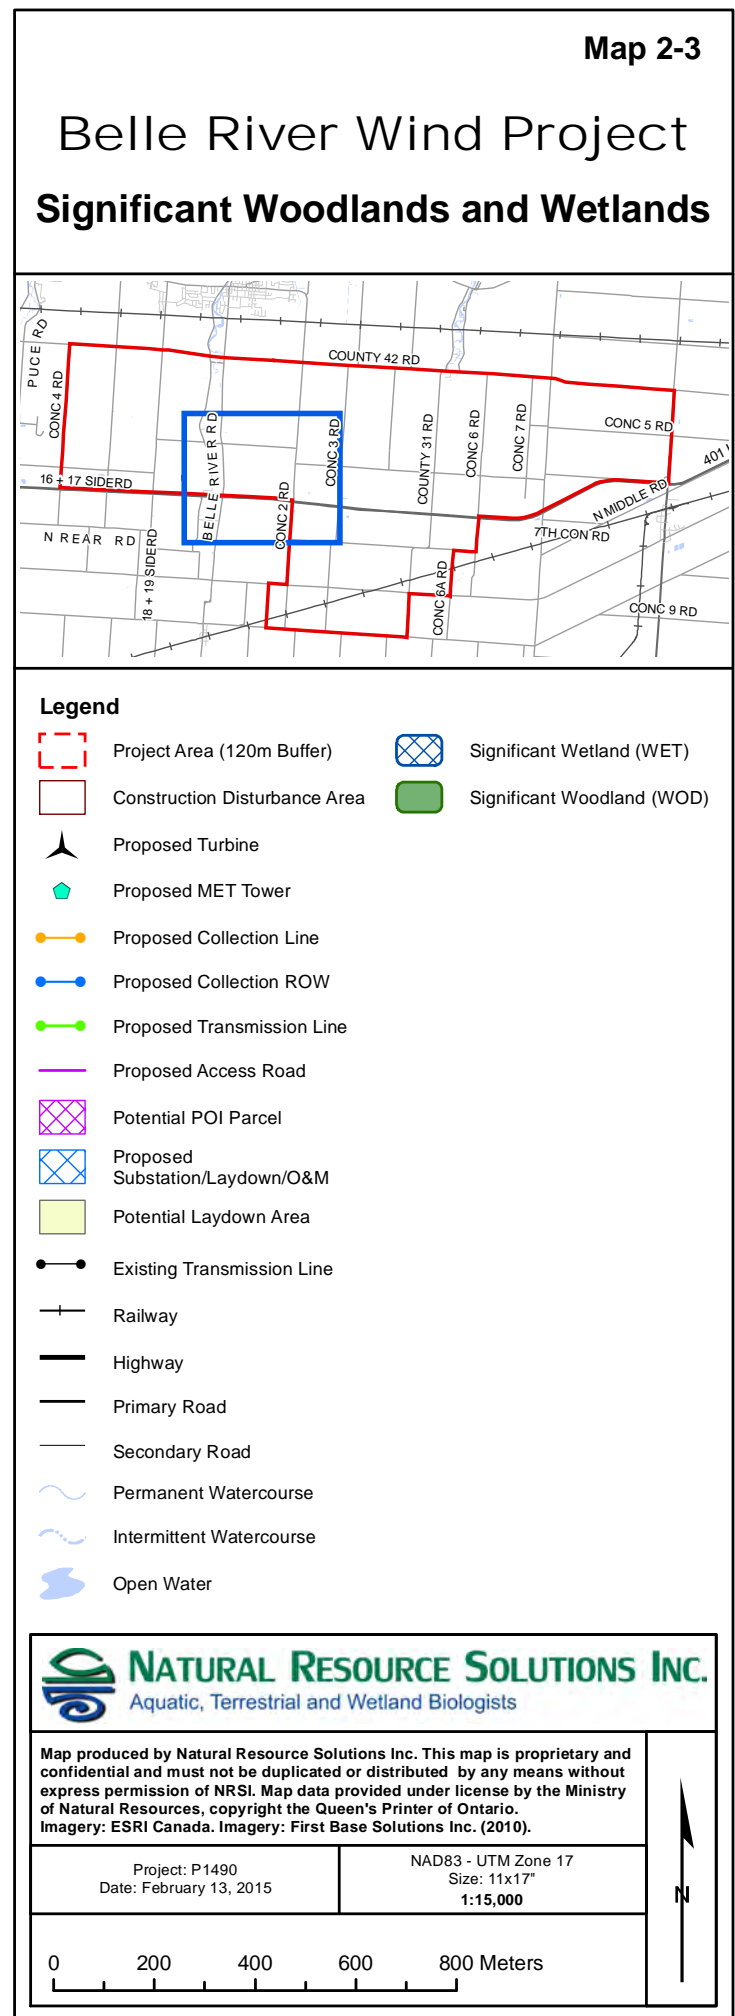 Map 2-3
Belle River Wind Project
Significant Woodlands and Wetlands
PUCE RD
CONC 4 RD
COUNTY 42 RD
BELLE RIVER RD
CONC 3 RD
COUNTY 31 RD
CONC 6 RD
CONC 7 RD
CONC 5 RD
401
16 + 17 SIDERD
CONC 2 RD
N MIDDLE RD
N REAR RD
18 + 19 SIDERD
7TH CON RD
CONC 6A RD
CONC 9 RD
Legend
Project Area (120m Buffer)
Significant Wetland (WET)
Construction Disturbance Area
Significant Woodland (WOD)
Proposed Turbine
Proposed MET Tower
Proposed Collection Line
Proposed Collection ROW
Proposed Transmission Line
Proposed Access Road
Potential POI Parcel
Proposed
Substation/Laydown/O&M
Potential Laydown Area
Existing Transmission Line
Railway
Highway
Primary Road
Secondary Road
Permanent Watercourse
Intermittent Watercourse
Open Water
NATURAL RESOURCE SOLUTIONS INC.
Aquatic, Terrestrial and Wetland Biologists
Map produced by Natural Resource Solutions Inc. This map is proprietary and
confidential and must not be duplicated or distributed by any means without
express permission of NRSI. Map data provided under license by the Ministry
of Natural Resources, copyright the Queen's Printer of Ontario.
Imagery: ESRI Canada. Imagery: First Base Solutions Inc. (2010).
Project: P1490
Date: February 13, 2015
NAD83 - UTM Zone 17
Size: 11x17"
1:15,000
N
0 200 400 600 800 Meters